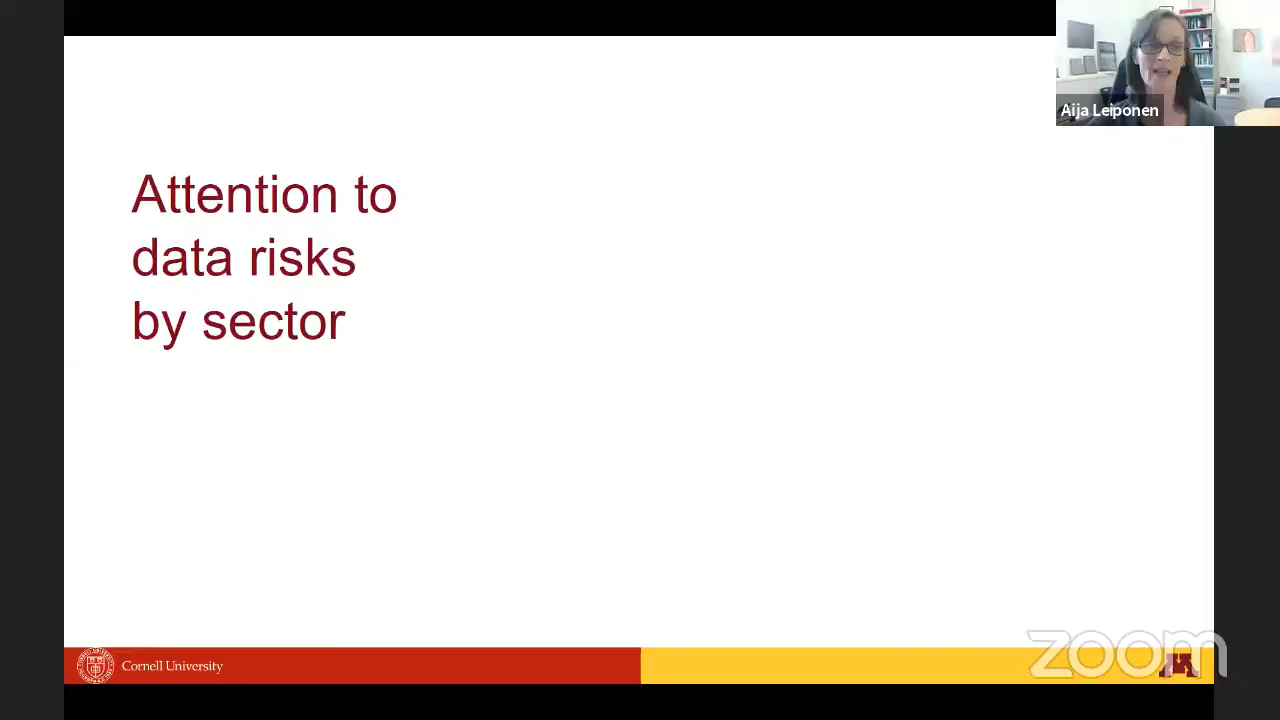 Aija Leiponen
Attention to
data risks
by sector
Cornell University
zoom
M